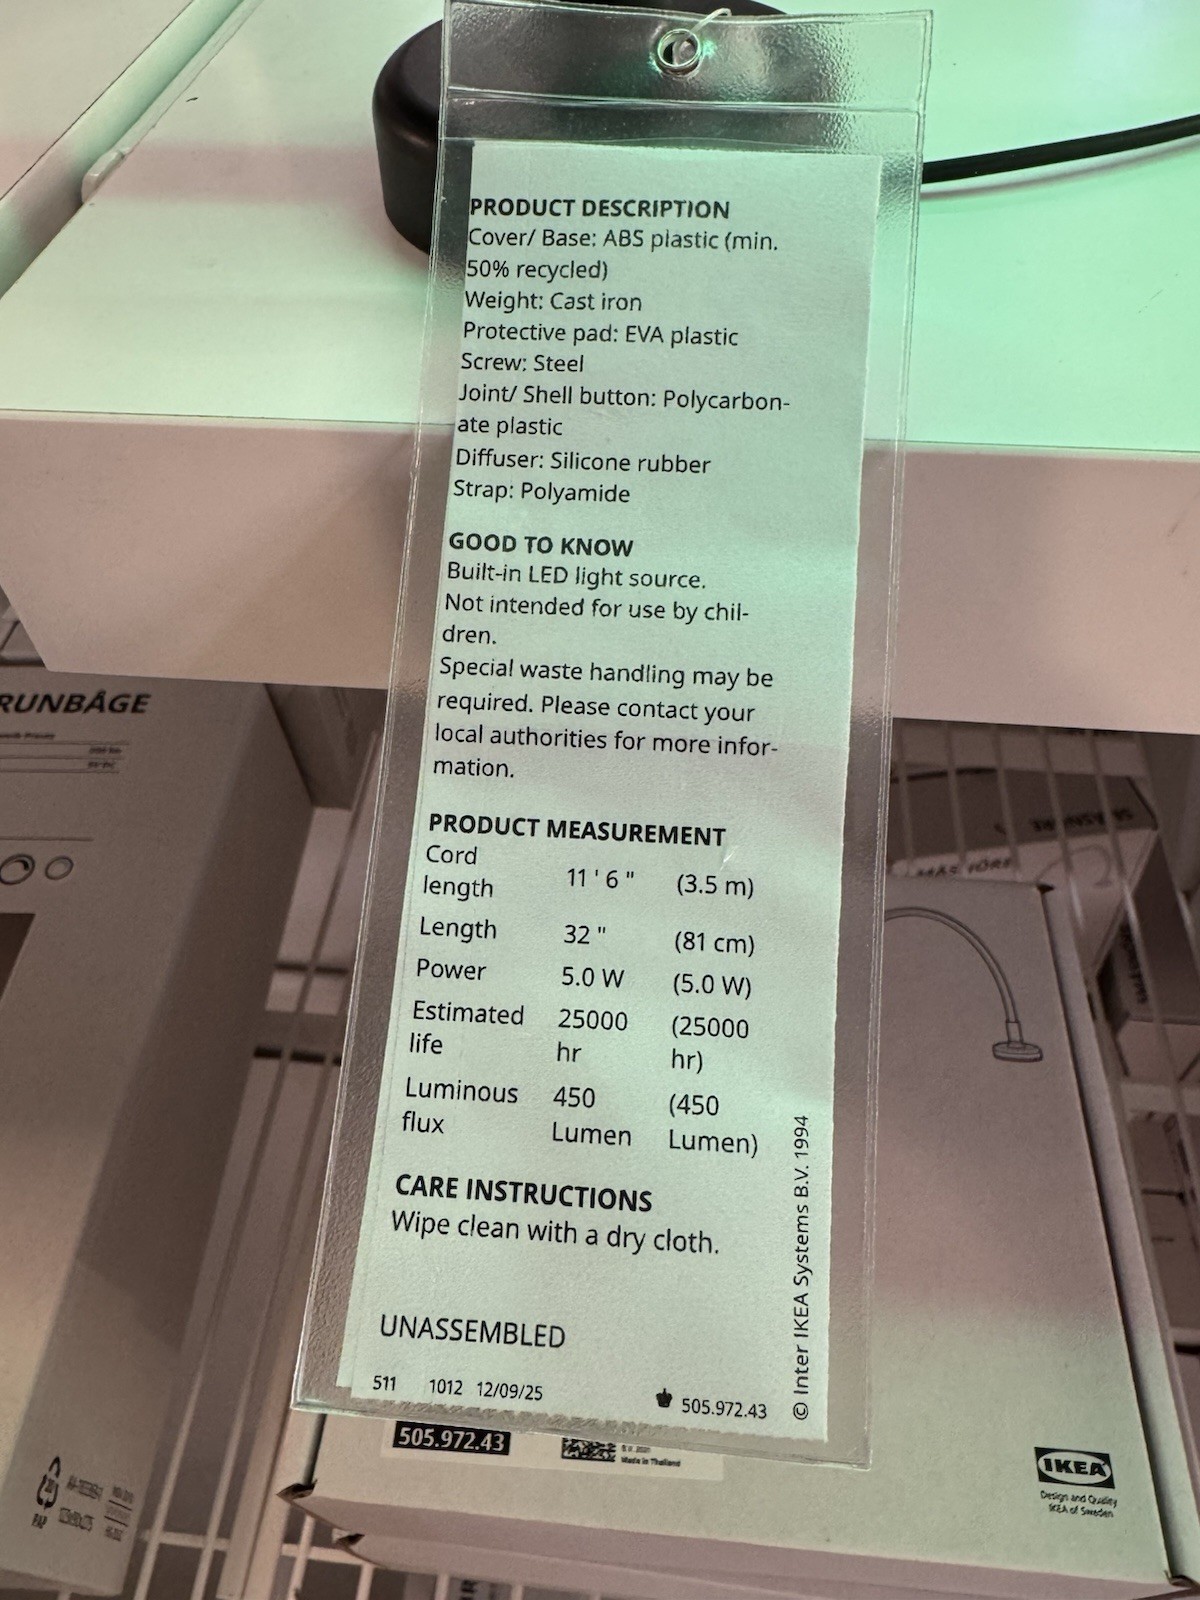 PRODUCT DESCRIPTION
Cover/ Base: ABS plastic (min.
50% recycled)
Weight: Cast iron
Protective pad: EVA plastic
Screw: Steel
Joint/ Shell button: Polycarbon-
ate plastic
Diffuser: Silicone rubber
Strap: Polyamide
GOOD TO KNOW
Built-in LED light source.
Not intended for use by chil-
dren.
Special waste handling may be
required. Please contact your
local authorities for more infor-
mation.
PRODUCT MEASUREMENT
Cord
length 11 ' 6 " (3.5 m)
Length 32 " (81 cm)
Power 5.0 W (5.0 W)
Estimated 25000 (25000
life hr hr)
Luminous 450 (450
flux Lumen Lumen)
CARE INSTRUCTIONS
Wipe clean with a dry cloth.
UNASSEMBLED
511 1012 12/09/25 505.972.43
© Inter IKEA Systems B.V. 1994
RUNBÅGE
505.972.43
Made in Thailand
IKEA
Design and Quality
IKEA of Sweden
20
PAP